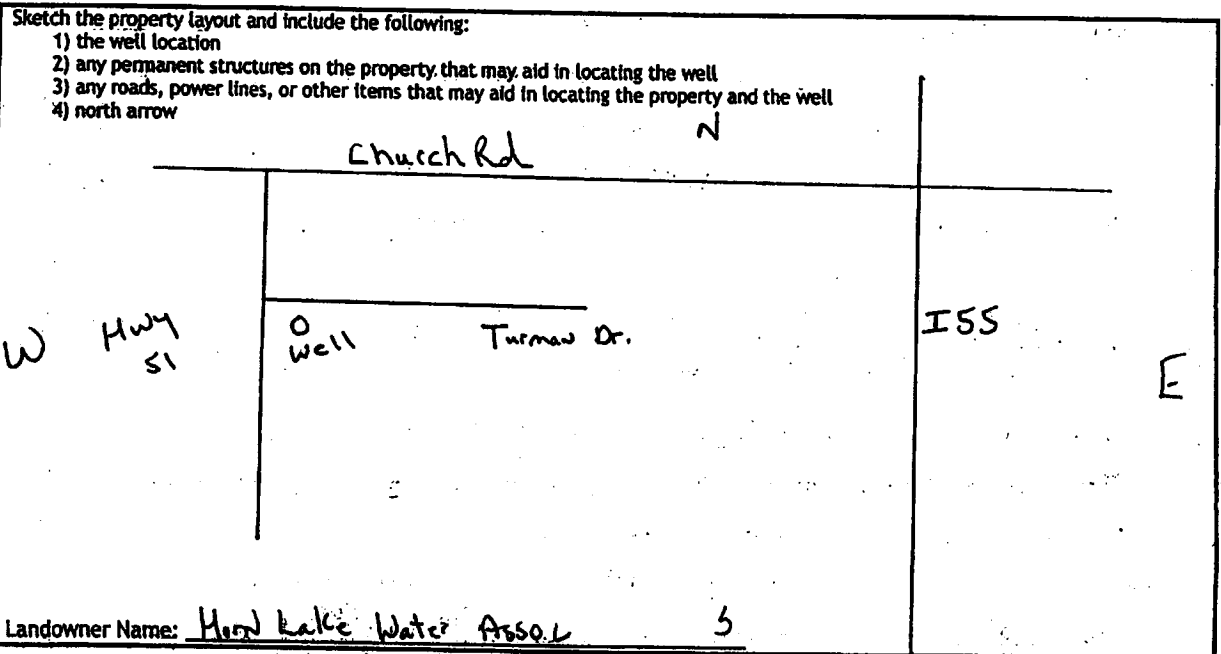 Sketch the property layout and include the following:
1) the well location
2) any permanent structures on the property that may aid in locating the well
3) any roads, power lines, or other items that may aid in locating the property and the well
4) north arrow
N
Church Rd
W
Hwy
51
O
Well
Turman Dr.
I55
E
Landowner Name: Horn Lake Water Assoc
S